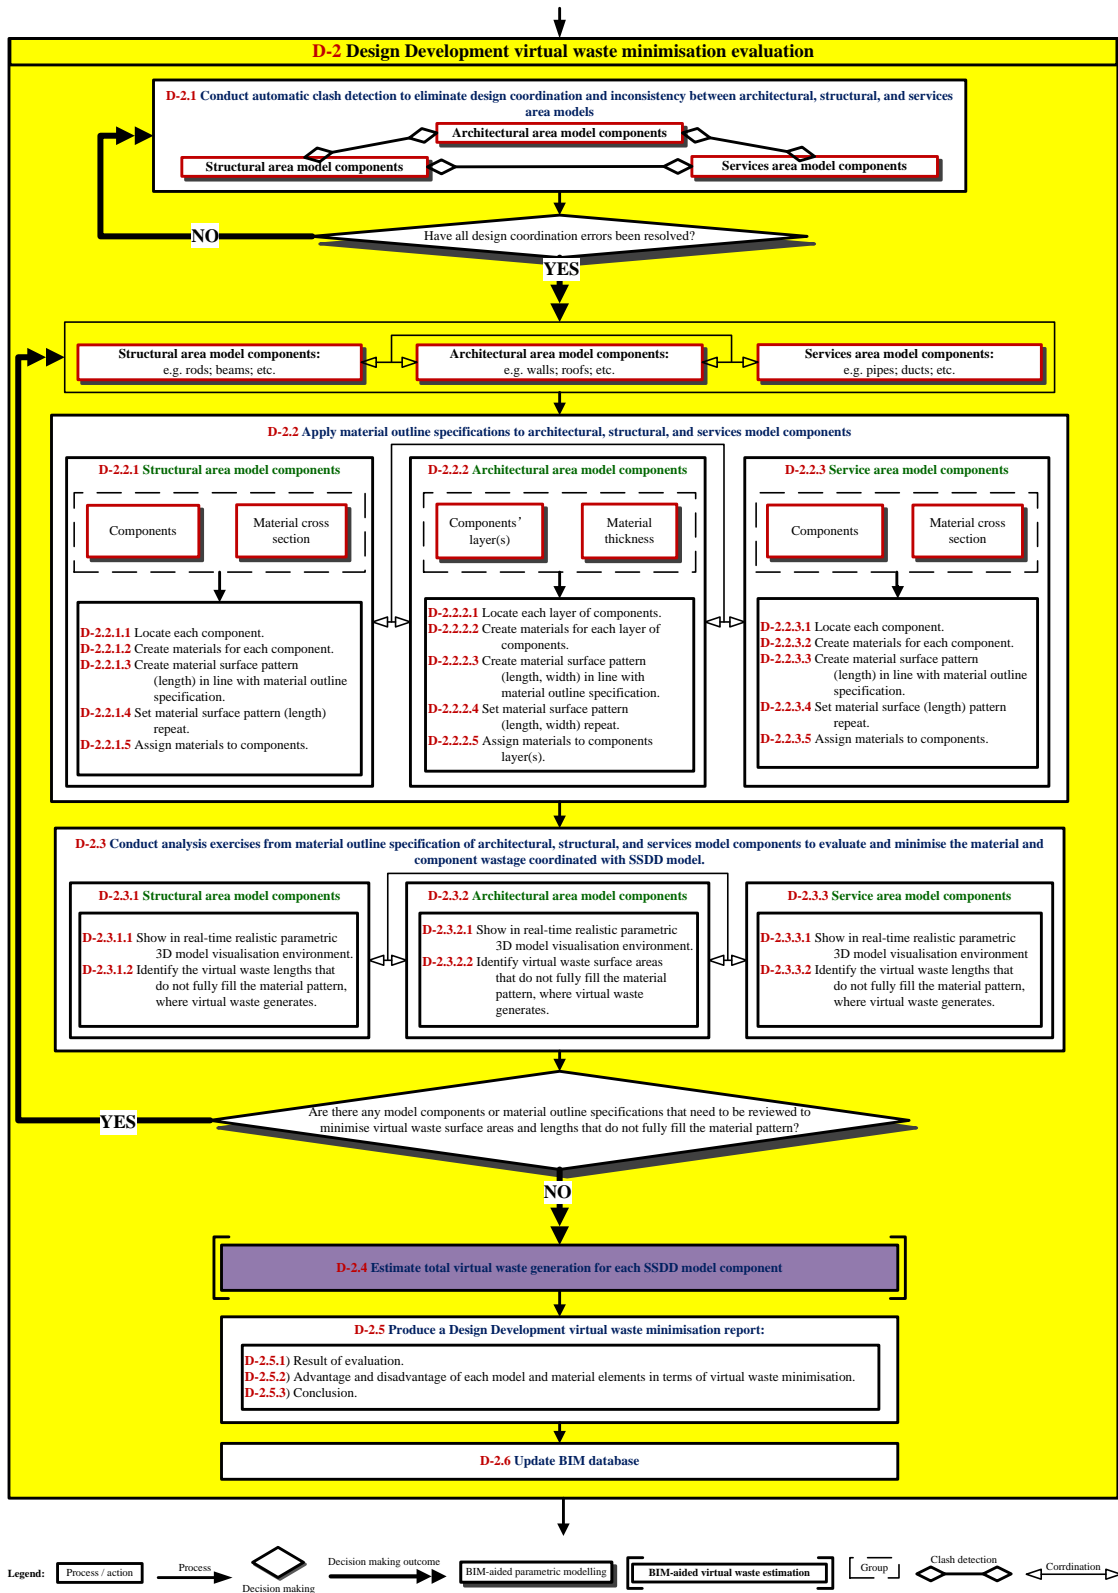 D-2 Design Development virtual waste minimisation evaluation
D-2.1 Conduct automatic clash detection to eliminate design coordination and inconsistency between architectural, structural, and services
area models
Architectural area model components
Structural area model components
Services area model components
NO
Have all design coordination errors been resolved?
YES
Structural area model components:
e.g. rods; beams; etc.
Architectural area model components:
e.g. walls; roofs; etc.
Services area model components:
e.g. pipes; ducts; etc.
D-2.2 Apply material outline specifications to architectural, structural, and services model components
D-2.2.1 Structural area model components
Components
Material cross
section
D-2.2.1.1 Locate each component.
D-2.2.1.2 Create materials for each component.
D-2.2.1.3 Create material surface pattern
(length) in line with material outline
specification.
D-2.2.1.4 Set material surface pattern (length)
repeat.
D-2.2.1.5 Assign materials to components.
D-2.2.2 Architectural area model components
Components’
layer(s)
Material
thickness
D-2.2.2.1 Locate each layer of components.
D-2.2.2.2 Create materials for each layer of
components.
D-2.2.2.3 Create material surface pattern
(length, width) in line with
material outline specification.
D-2.2.2.4 Set material surface pattern
(length, width) repeat.
D-2.2.2.5 Assign materials to components
layer(s).
D-2.2.3 Service area model components
Components
Material cross
section
D-2.2.3.1 Locate each component.
D-2.2.3.2 Create materials for each component.
D-2.2.3.3 Create material surface pattern
(length) in line with material outline
specification.
D-2.2.3.4 Set material surface (length) pattern
repeat.
D-2.2.3.5 Assign materials to components.
D-2.3 Conduct analysis exercises from material outline specification of architectural, structural, and services model components to evaluate and minimise the material and
component wastage coordinated with SSDD model.
D-2.3.1 Structural area model components
D-2.3.1.1 Show in real-time realistic parametric
3D model visualisation environment.
D-2.3.1.2 Identify the virtual waste lengths that
do not fully fill the material pattern,
where virtual waste generates.
D-2.3.2 Architectural area model components
D-2.3.2.1 Show in real-time realistic parametric
3D model visualisation environment.
D-2.3.2.2 Identify virtual waste surface areas
that do not fully fill the material
pattern, where virtual waste
generates.
D-2.3.3 Service area model components
D-2.3.3.1 Show in real-time realistic parametric
3D model visualisation environment
D-2.3.3.2 Identify the virtual waste lengths that
do not fully fill the material pattern,
where virtual waste generates.
YES
Are there any model components or material outline specifications that need to be reviewed to
minimise virtual waste surface areas and lengths that do not fully fill the material pattern?
NO
D-2.4 Estimate total virtual waste generation for each SSDD model component
D-2.5 Produce a Design Development virtual waste minimisation report:
D-2.5.1) Result of evaluation.
D-2.5.2) Advantage and disadvantage of each model and material elements in terms of virtual waste minimisation.
D-2.5.3) Conclusion.
D-2.6 Update BIM database
Legend:
Process / action
Process
Decision making
Decision making outcome
BIM-aided parametric modelling
BIM-aided virtual waste estimation
Group
Clash detection
Corrdination